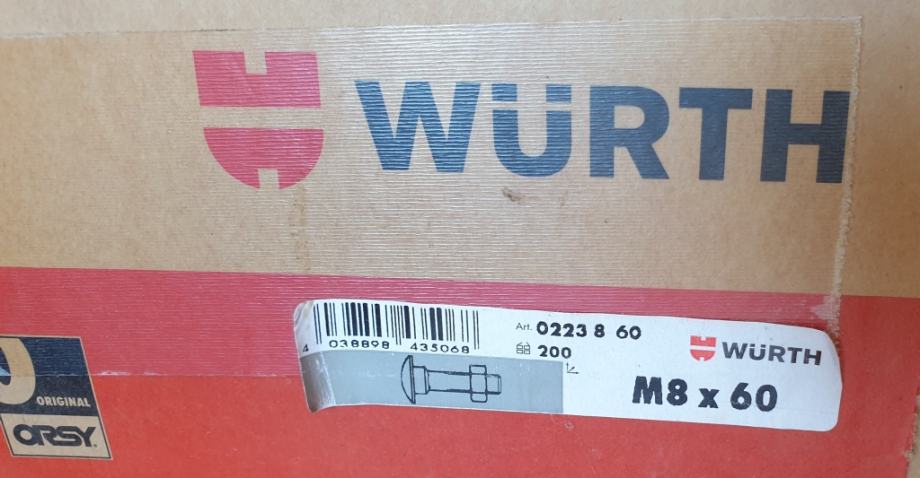 WÜRTH
4 038898 435068
Art. 0223 8 60
200
WÜRTH
M8 x 60
ORIGINAL
ORSY